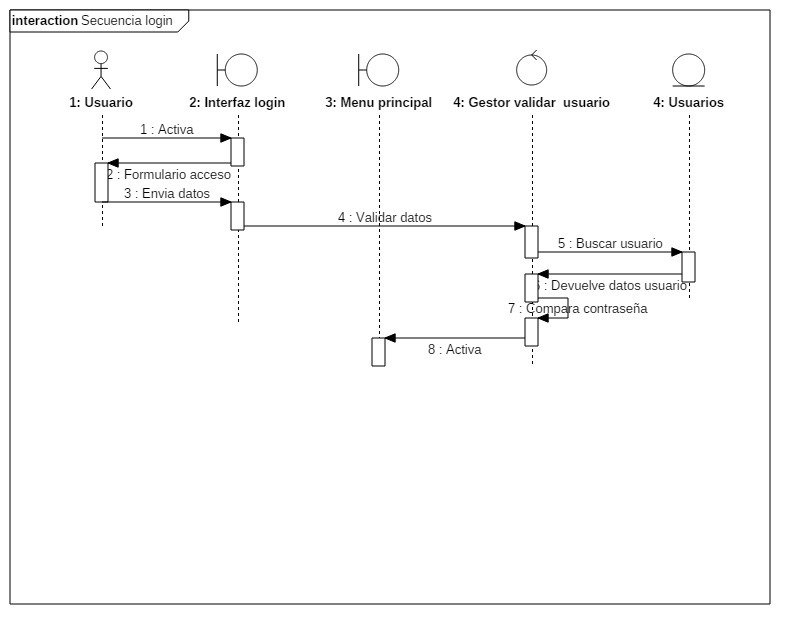 interaction Secuencia login
1: Usuario
2: Interfaz login
3: Menu principal
4: Gestor validar  usuario
4: Usuarios
1 : Activa
2 : Formulario acceso
3 : Envia datos
4 : Validar datos
5 : Buscar usuario
6 : Devuelve datos usuario
7 : Compara contraseña
8 : Activa